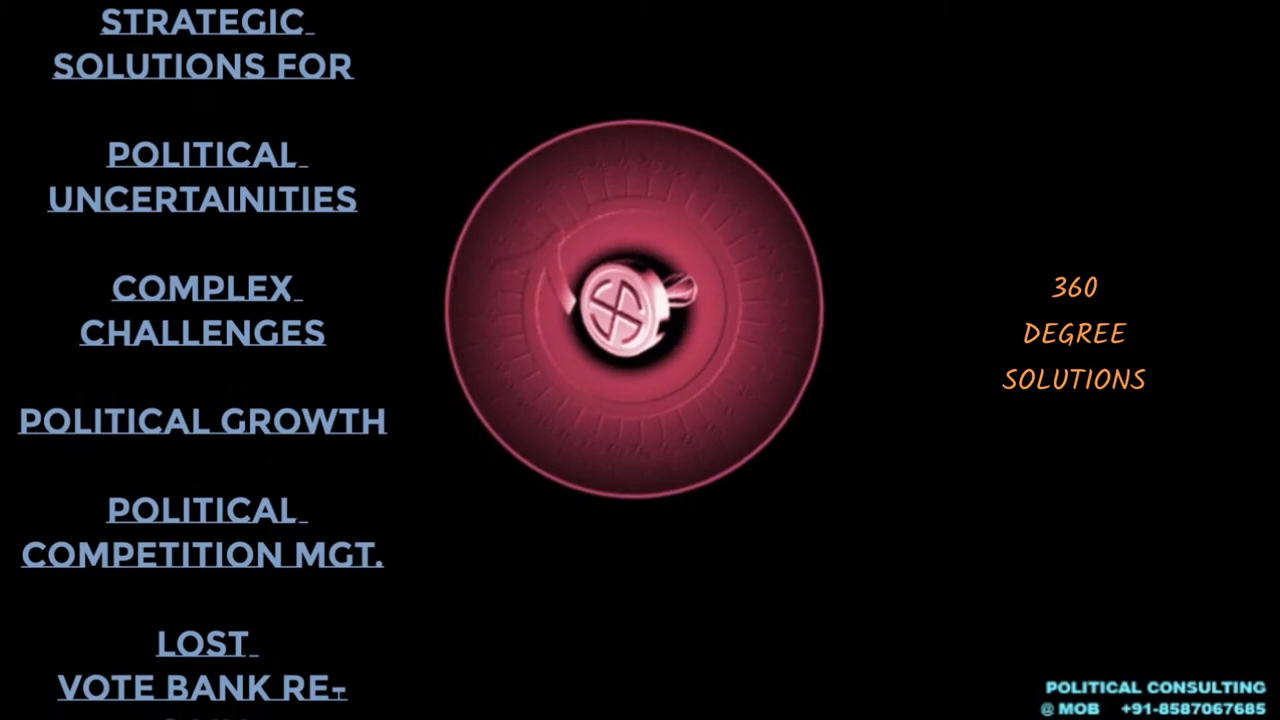 STRATEGIC
SOLUTIONS FOR
POLITICAL
UNCERTAINITIES
COMPLEX
CHALLENGES
POLITICAL GROWTH
POLITICAL
COMPETITION MGT.
LOST
VOTE BANK RE-
360
DEGREE
SOLUTIONS
POLITICAL CONSULTING
@ MOB +91-8587067685